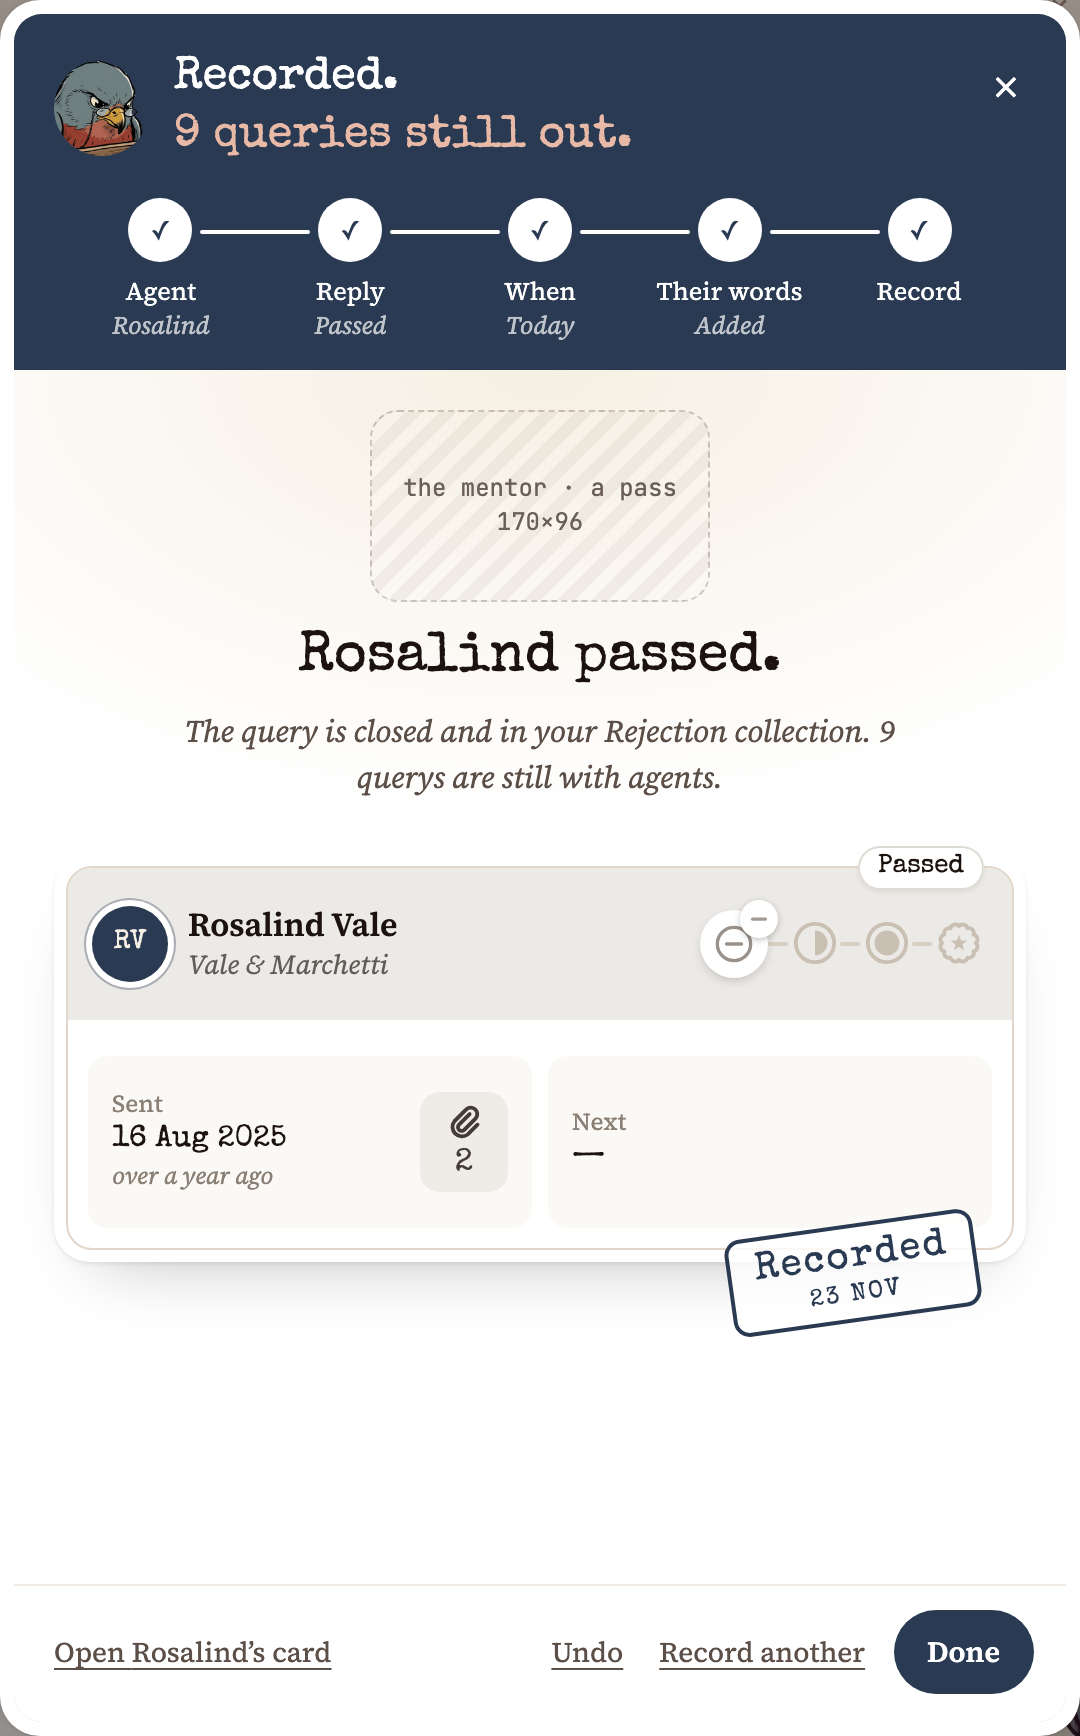 Recorded.
9 queries still out.
✓ ✓ ✓ ✓ ✓
Agent Reply When Their words Record
Rosalind Passed Today Added
the mentor · a pass
170×96
Rosalind passed.
The query is closed and in your Rejection collection. 9
querys are still with agents.
Passed
RV
Rosalind Vale
Vale & Marchetti
Sent
16 Aug 2025
over a year ago
2
Next
—
Recorded
23 NOV
Open Rosalind’s card Undo Record another Done